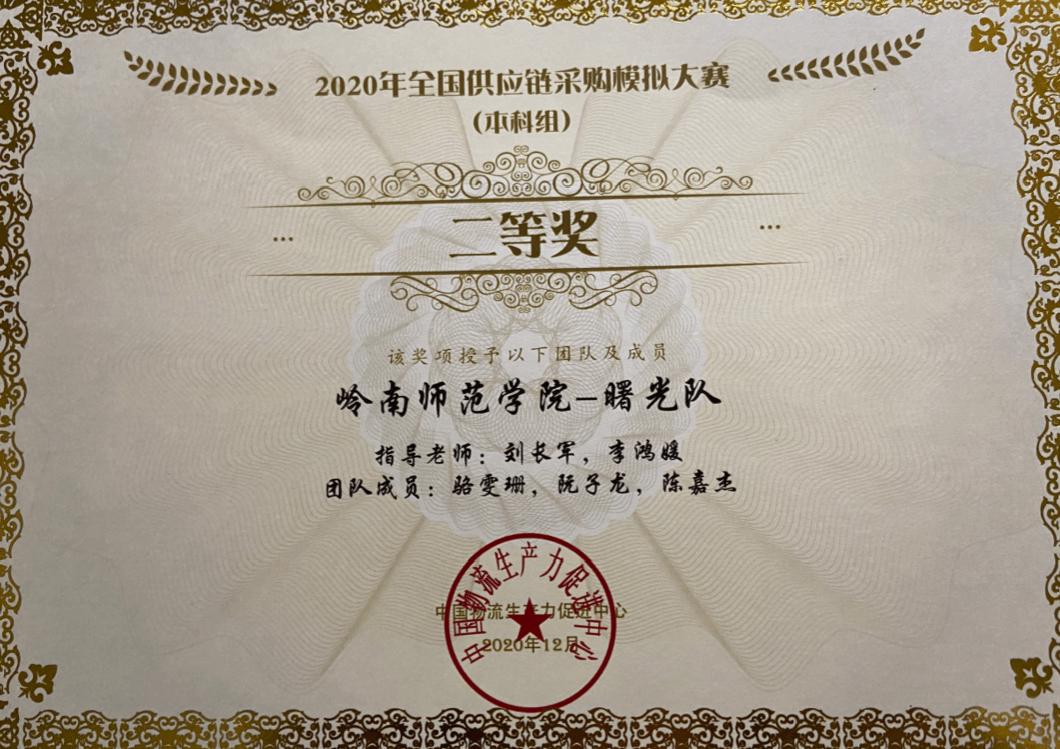 2020年全国供应链采购模拟大赛
（本科组）
二等奖
该奖项授予以下团队及成员
岭南师范学院–曙光队
指导老师：刘长军，李鸿媛
团队成员：骆雯珊，阮子龙，陈嘉杰
中国物流生产力促进中心
中国物流生产力促进中心
2020年12月